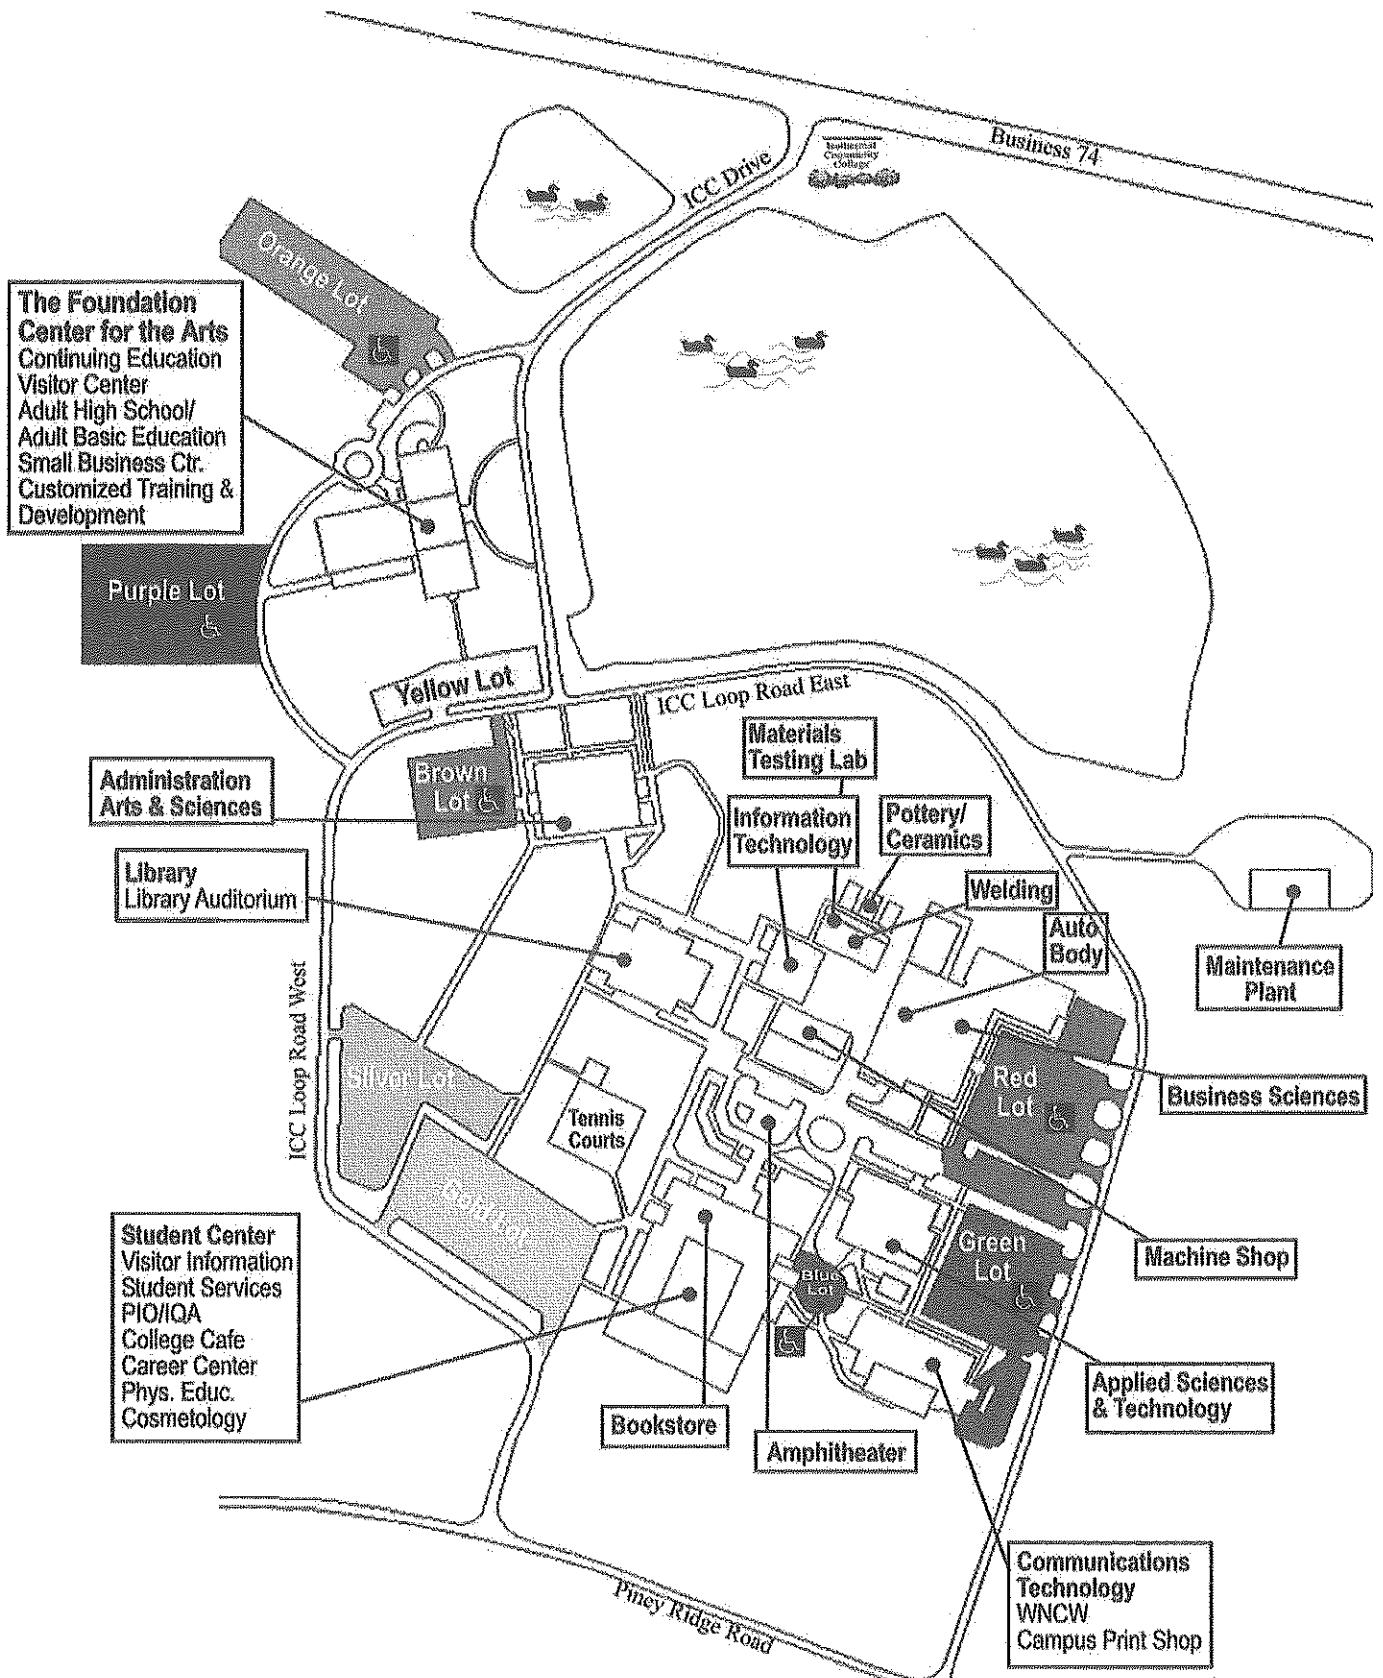 Business 74
Isothermal
Community
College
ICC Drive
Orange Lot
The Foundation
Center for the Arts
Continuing Education
Visitor Center
Adult High School/
Adult Basic Education
Small Business Ctr.
Customized Training &
Development
Purple Lot
Yellow Lot
ICC Loop Road East
Materials
Testing Lab
Administration
Arts & Sciences
Brown
Lot
Information
Technology
Pottery/
Ceramics
Library
Library Auditorium
Welding
Auto
Body
Maintenance
Plant
ICC Loop Road West
Silver Lot
Red
Lot
Business Sciences
Tennis
Courts
Gold Lot
Student Center
Visitor Information
Student Services
PIO/IQA
College Cafe
Career Center
Phys. Educ.
Cosmetology
Green
Lot
Machine Shop
Blue
Lot
Applied Sciences
& Technology
Bookstore
Amphitheater
Communications
Technology
WNCW
Campus Print Shop
Piney Ridge Road